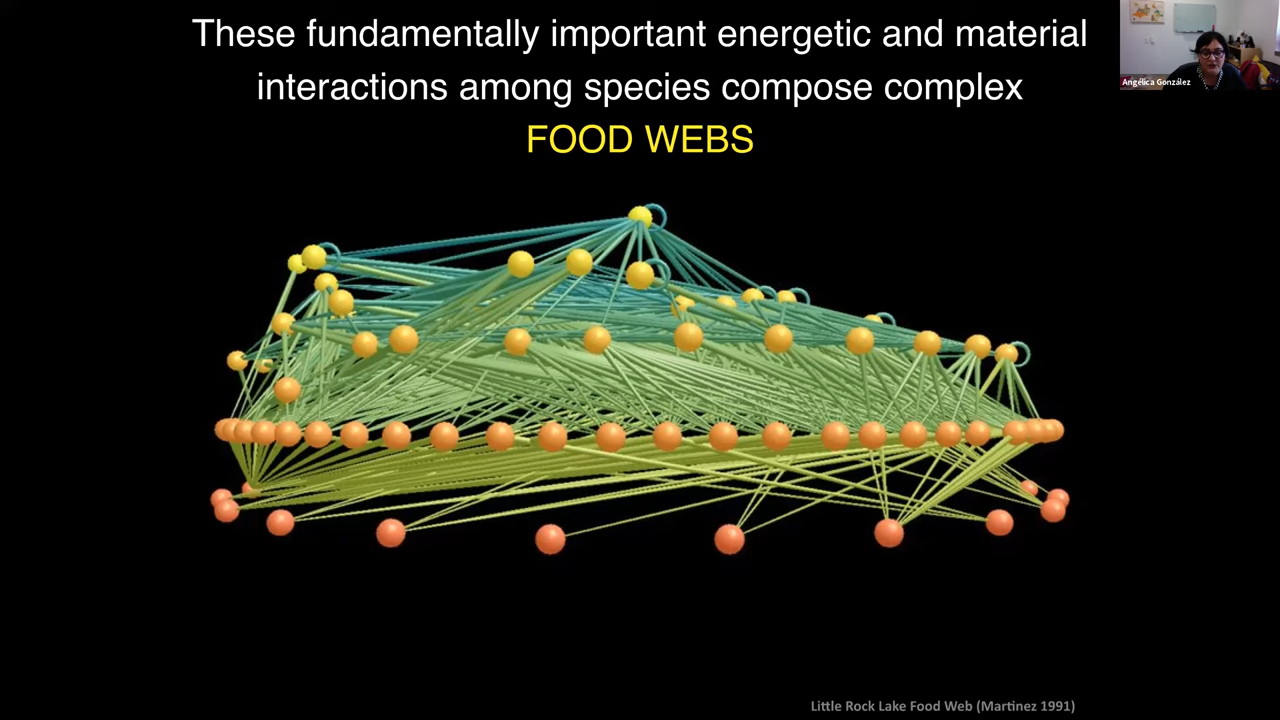 These fundamentally important energetic and material
interactions among species compose complex
FOOD WEBS
Angélica González
Little Rock Lake Food Web (Martinez 1991)